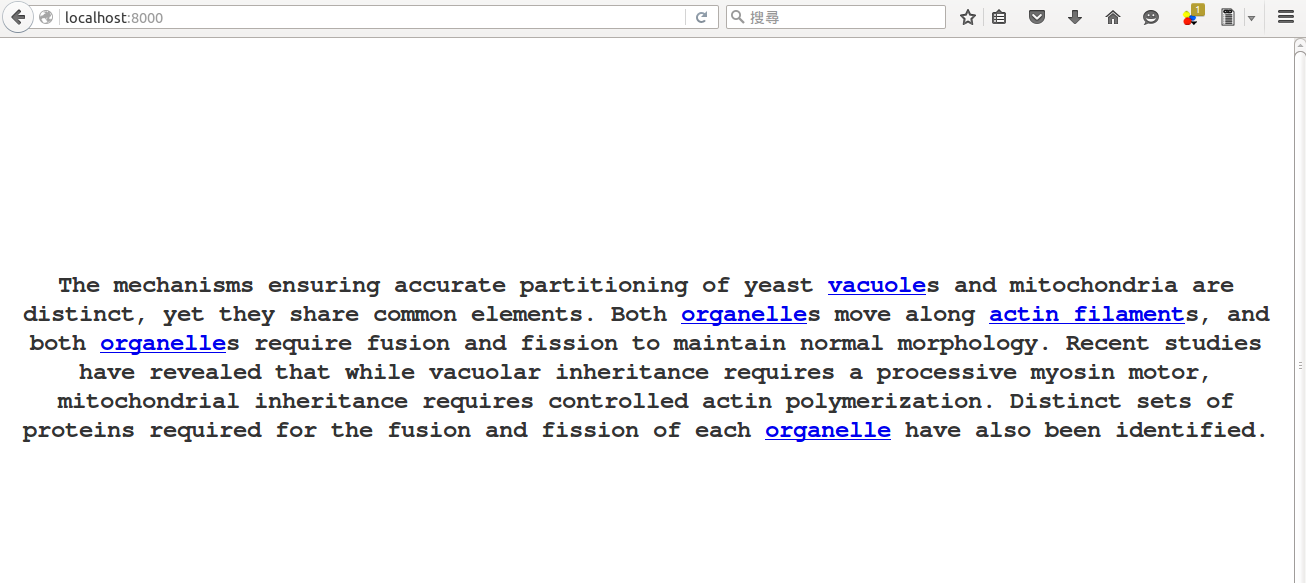 localhost:8000
搜尋
1
The mechanisms ensuring accurate partitioning of yeast vacuoles and mitochondria are
distinct, yet they share common elements. Both organelles move along actin filaments, and
both organelles require fusion and fission to maintain normal morphology. Recent studies
have revealed that while vacuolar inheritance requires a processive myosin motor,
mitochondrial inheritance requires controlled actin polymerization. Distinct sets of
proteins required for the fusion and fission of each organelle have also been identified.